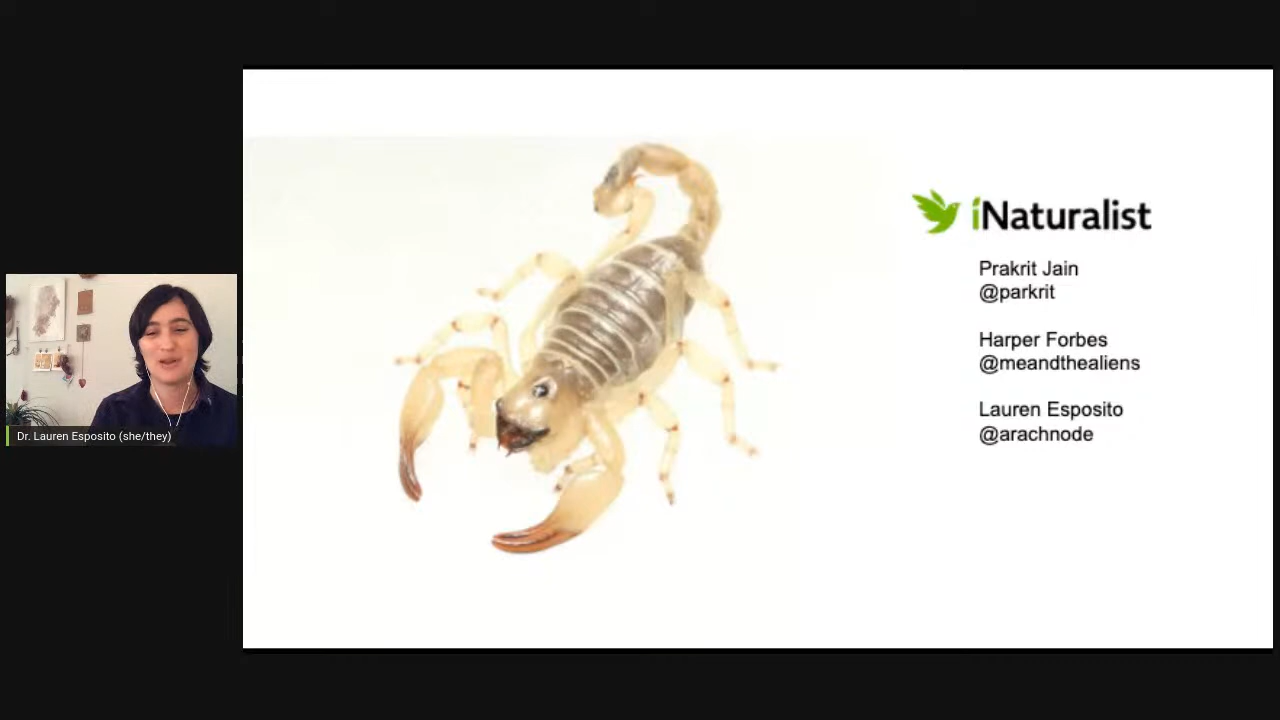 iNaturalist
Prakrit Jain
@parkrit
Harper Forbes
@meandthealiens
Lauren Esposito
@arachnode
Dr. Lauren Esposito (she/they)